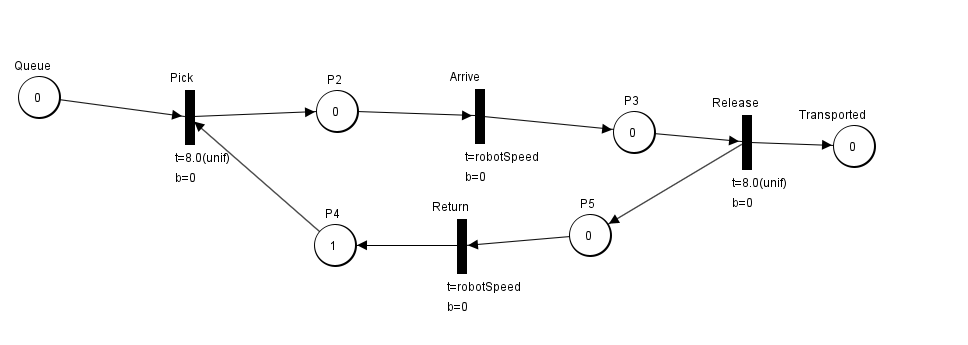 Queue
0
Pick
t=8.0(unif)
b=0
P2
0
Arrive
t=robotSpeed
b=0
P3
0
Release
t=8.0(unif)
b=0
Transported
0
P4
1
Return
t=robotSpeed
b=0
P5
0